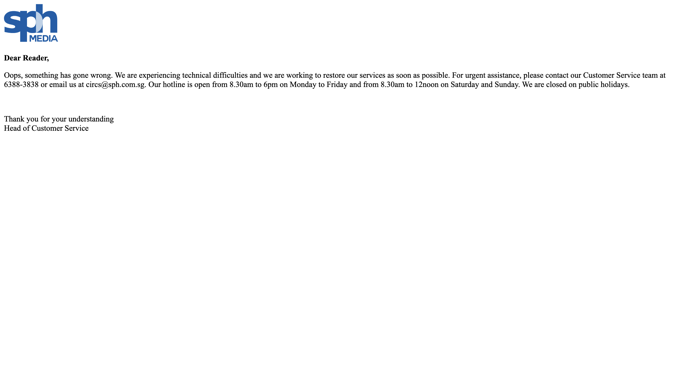 sph
MEDIA
Dear Reader,
Oops, something has gone wrong. We are experiencing technical difficulties and we are working to restore our services as soon as possible. For urgent assistance, please contact our Customer Service team at
6388-3838 or email us at circs@sph.com.sg. Our hotline is open from 8.30am to 6pm on Monday to Friday and from 8.30am to 12noon on Saturday and Sunday. We are closed on public holidays.
Thank you for your understanding
Head of Customer Service